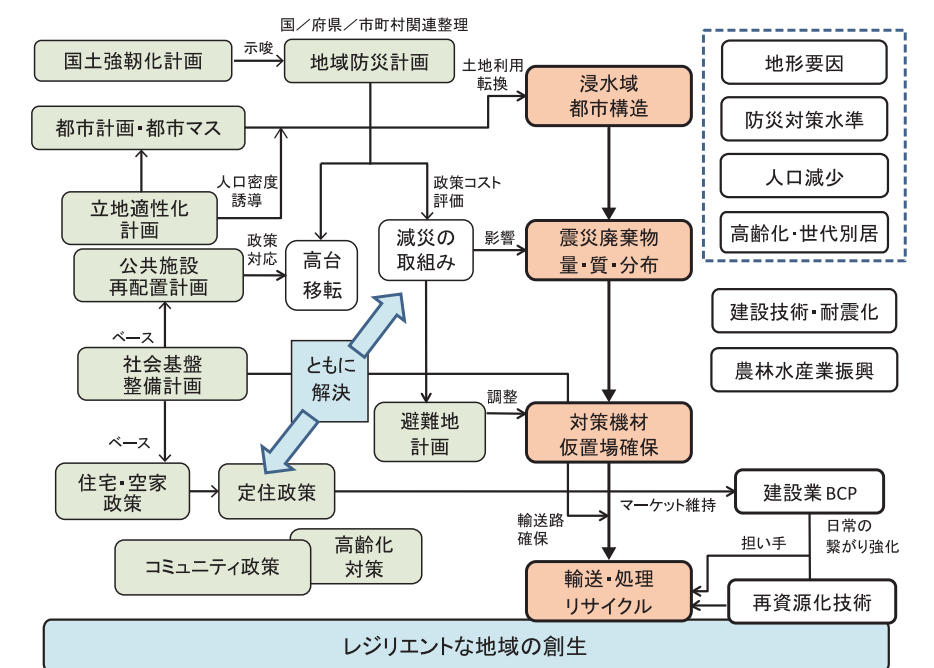 国／府県／市町村関連整理
国土強靭化計画
示唆
地域防災計画
土地利用
転換
浸水域
都市構造
地形要因
都市計画・都市マス
防災対策水準
人口密度
誘導
政策コスト
評価
人口減少
立地適性化
計画
減災の
取組み
影響
震災廃棄物
量・質・分布
高齢化・世代別居
政策
対応
高台
移転
公共施設
再配置計画
建設技術・耐震化
ベース
社会基盤
整備計画
ともに
解決
農林水産業振興
避難地
計画
調整
対策機材
仮置場確保
ベース
住宅・空家
政策
定住政策
マーケット維持
建設業BCP
輸送路
確保
日常の
繋がり強化
担い手
高齢化
対策
コミュニティ政策
輸送・処理
リサイクル
再資源化技術
レジリエントな地域の創生